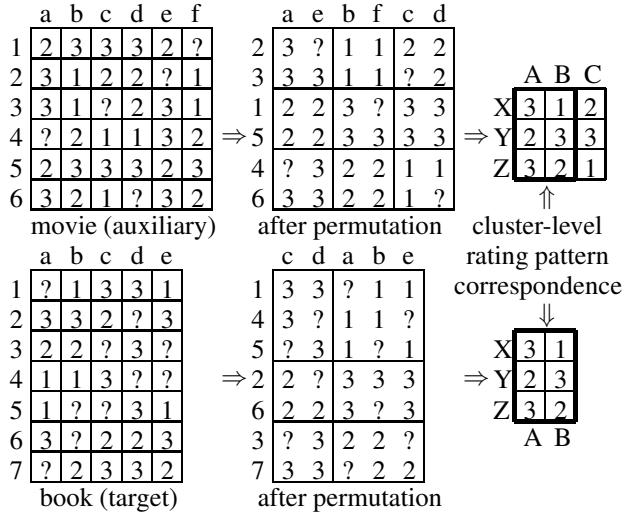 a b c d e f
1 2 3 3 3 2 ?
2 3 1 2 2 ? 1
3 3 1 ? 2 3 1
4 ? 2 1 1 3 2
5 2 3 3 3 2 3
6 3 2 1 ? 3 2
movie (auxiliary)
a e b f c d
2 3 ? 1 1 2 2
3 3 3 1 1 ? 2
1 2 2 3 ? 3 3
⇒ 5 2 2 3 3 3 3
4 ? 3 2 2 1 1
6 3 3 2 2 1 ?
after permutation
A B C
X 3 1 2
⇒ Y 2 3 3
Z 3 2 1
⇑
cluster-level
rating pattern
correspondence
⇓
a b c d e
1 ? 1 3 3 1
2 3 3 2 ? 3
3 2 2 ? 3 ?
4 1 1 3 ? ?
5 1 ? ? 3 1
6 3 ? 2 2 3
7 ? 2 3 3 2
book (target)
c d a b e
1 3 3 ? 1 1
4 3 ? 1 1 ?
5 ? 3 1 ? 1
⇒ 2 2 ? 3 3 3
6 2 2 3 ? 3
3 ? 3 2 2 ?
7 3 3 ? 2 2
after permutation
X 3 1
⇒ Y 2 3
Z 3 2
A B